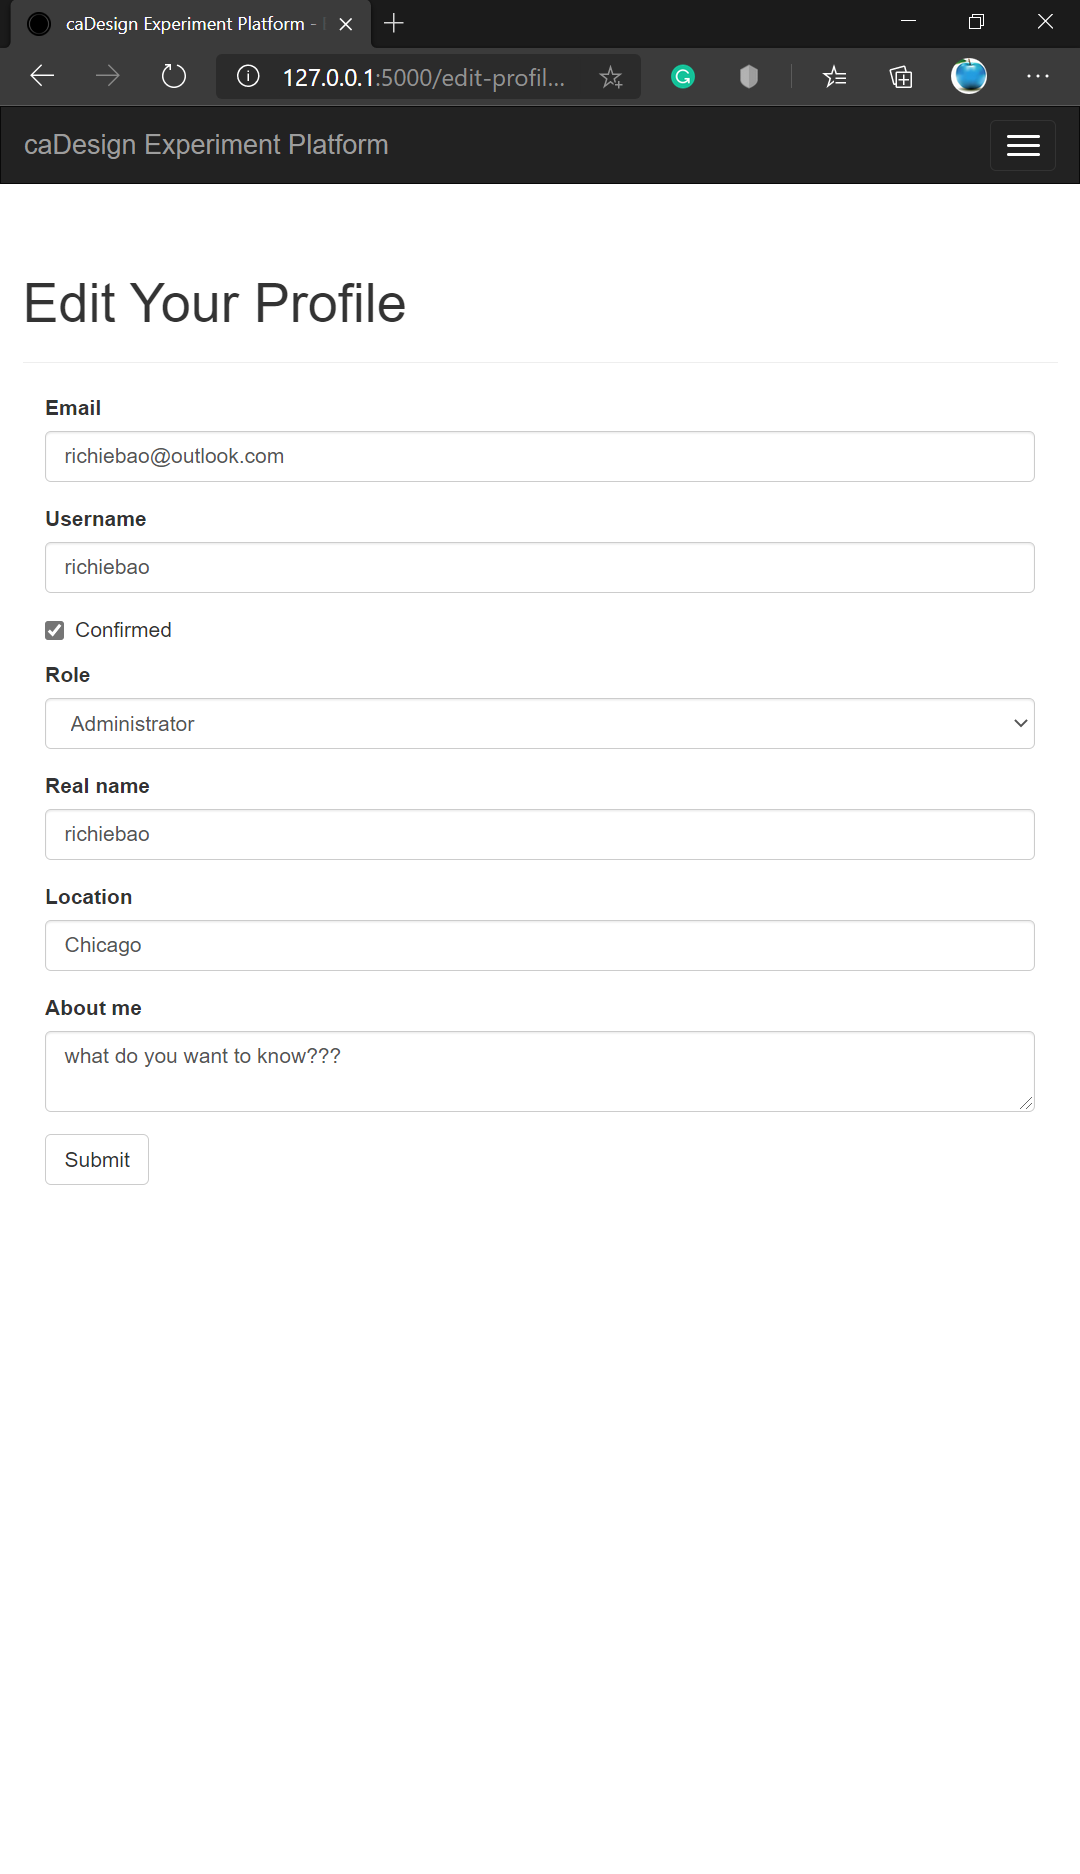 caDesign Experiment Platform -
127.0.0.1:5000/edit-profil...
caDesign Experiment Platform
Edit Your Profile
Email
richiebao@outlook.com
Username
richiebao
Confirmed
Role
Administrator
Real name
richiebao
Location
Chicago
About me
what do you want to know???
Submit